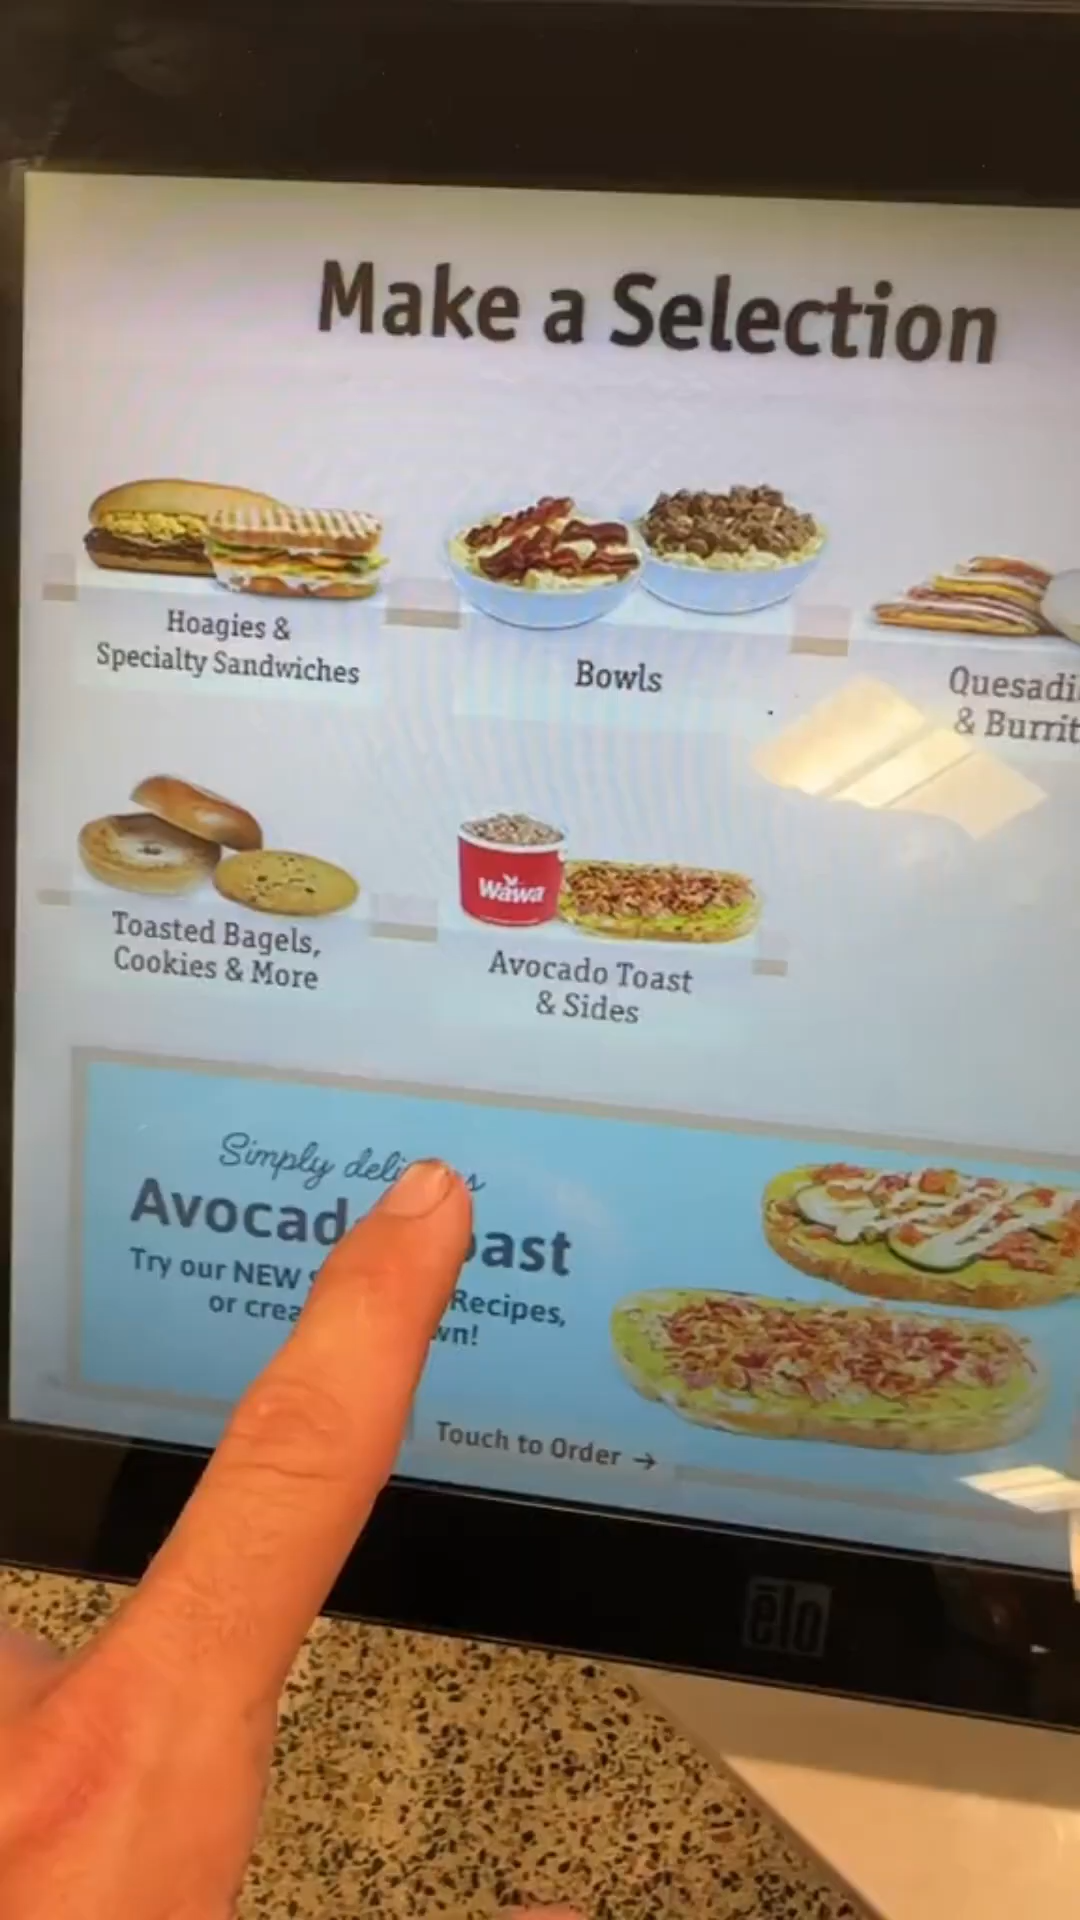 Make a Selection
Hoagies &
Specialty Sandwiches
Bowls
& Burrit
Toasted Bagels,
Cookies & More
Wawa
Avocado Toast
& Sides
Simply
Try our NEW
Recipes,
or
Touch to Order →
elo